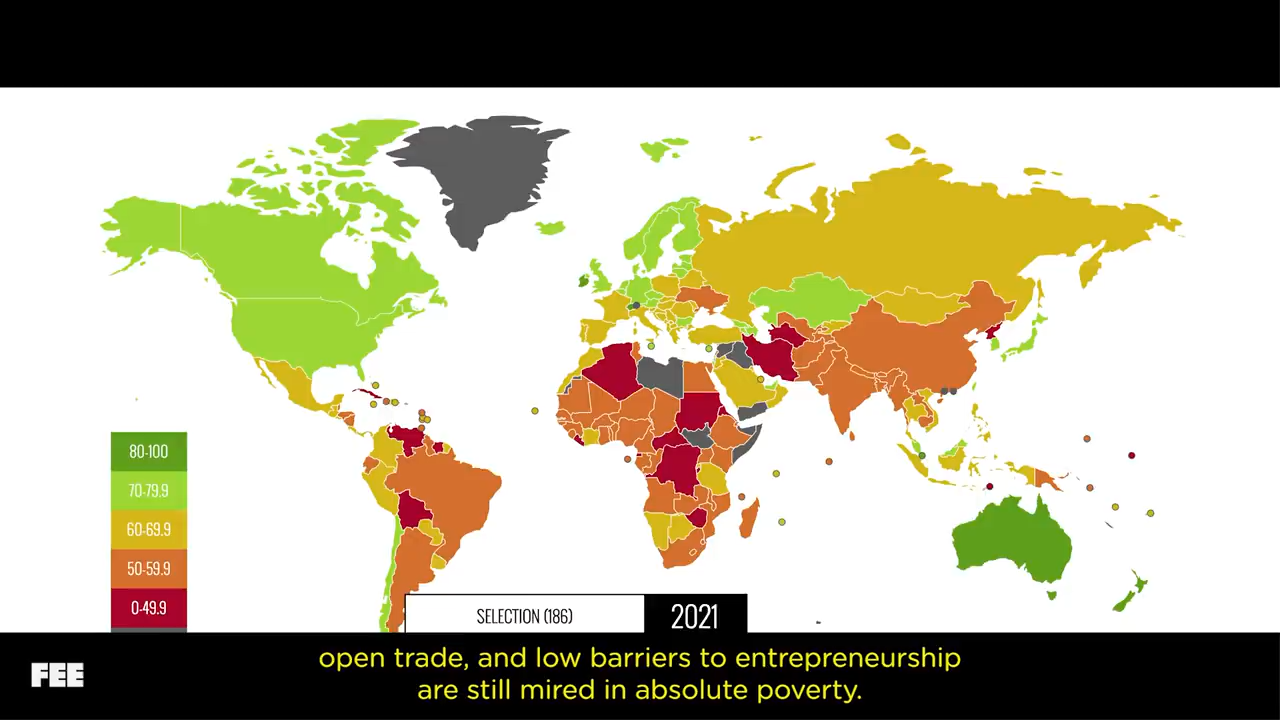 80-100
70-79.9
60-69.9
50-59.9
0-49.9
SELECTION (186)
2021
open trade, and low barriers to entrepreneurship
are still mired in absolute poverty.
FEE